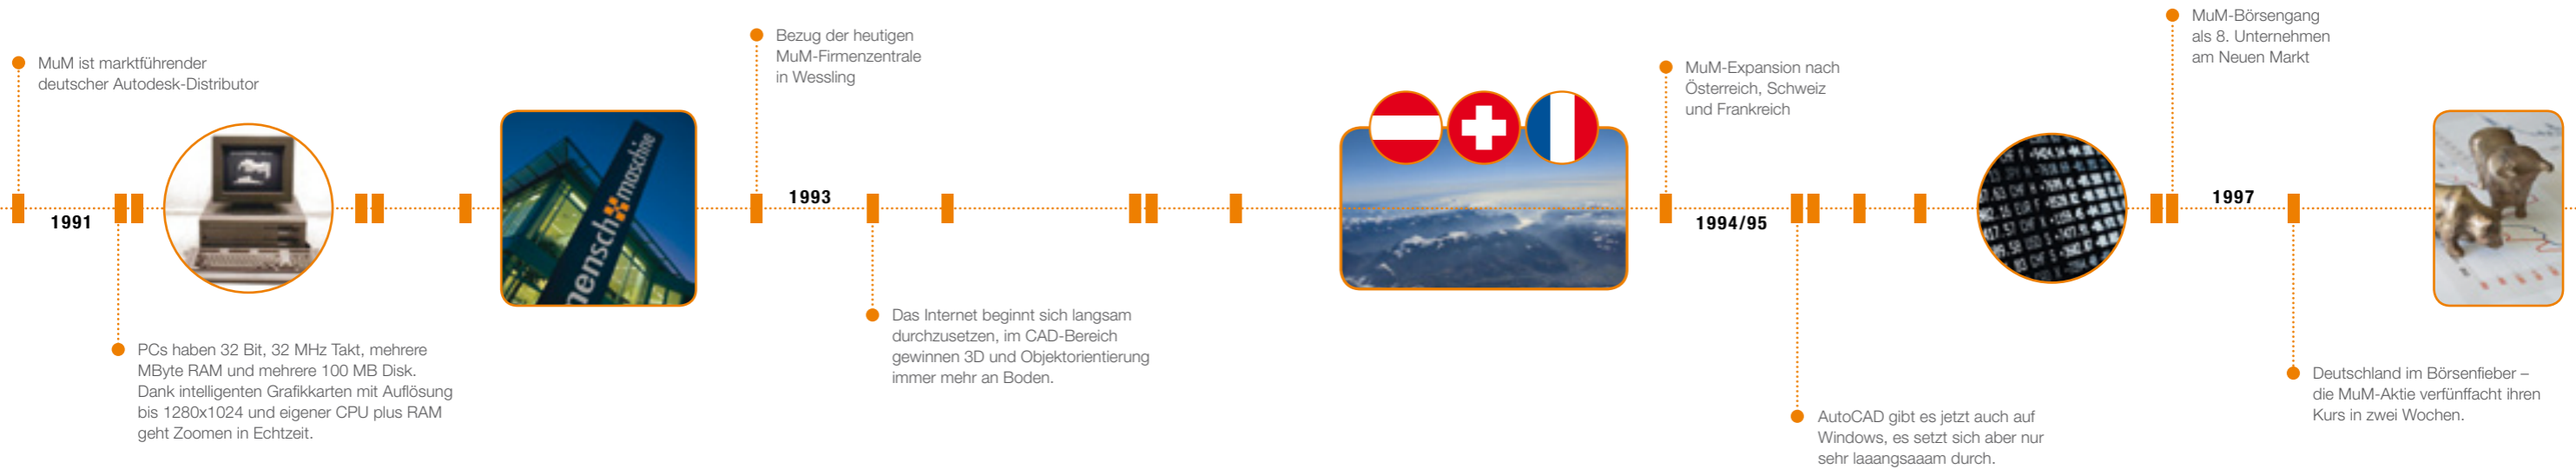 MuM ist marktführender
deutscher Autodesk-Distributor
1991
PCs haben 32 Bit, 32 MHz Takt, mehrere
MByte RAM und mehrere 100 MB Disk.
Dank intelligenten Grafikkarten mit Auflösung
bis 1280x1024 und eigener CPU plus RAM
geht Zoomen in Echtzeit.
mensch maschine
Bezug der heutigen
MuM-Firmenzentrale
in Wessling
1993
Das Internet beginnt sich langsam
durchzusetzen, im CAD-Bereich
gewinnen 3D und Objektorientierung
immer mehr an Boden.
MuM-Expansion nach
Österreich, Schweiz
und Frankreich
1994/95
AutoCAD gibt es jetzt auch auf
Windows, es setzt sich aber nur
sehr laaangsaaam durch.
MuM-Börsengang
als 8. Unternehmen
am Neuen Markt
1997
Deutschland im Börsenfieber –
die MuM-Aktie verfünffacht ihren
Kurs in zwei Wochen.